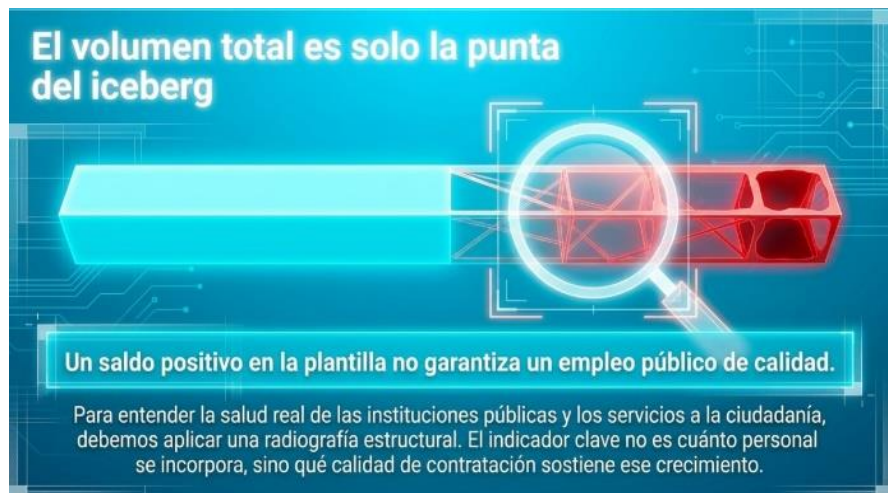 El volumen total es solo la punta
del iceberg
Un saldo positivo en la plantilla no garantiza un empleo público de calidad.
Para entender la salud real de las instituciones públicas y los servicios a la ciudadanía,
debemos aplicar una radiografía estructural. El indicador clave no es cuánto personal
se incorpora, sino qué calidad de contratación sostiene ese crecimiento.